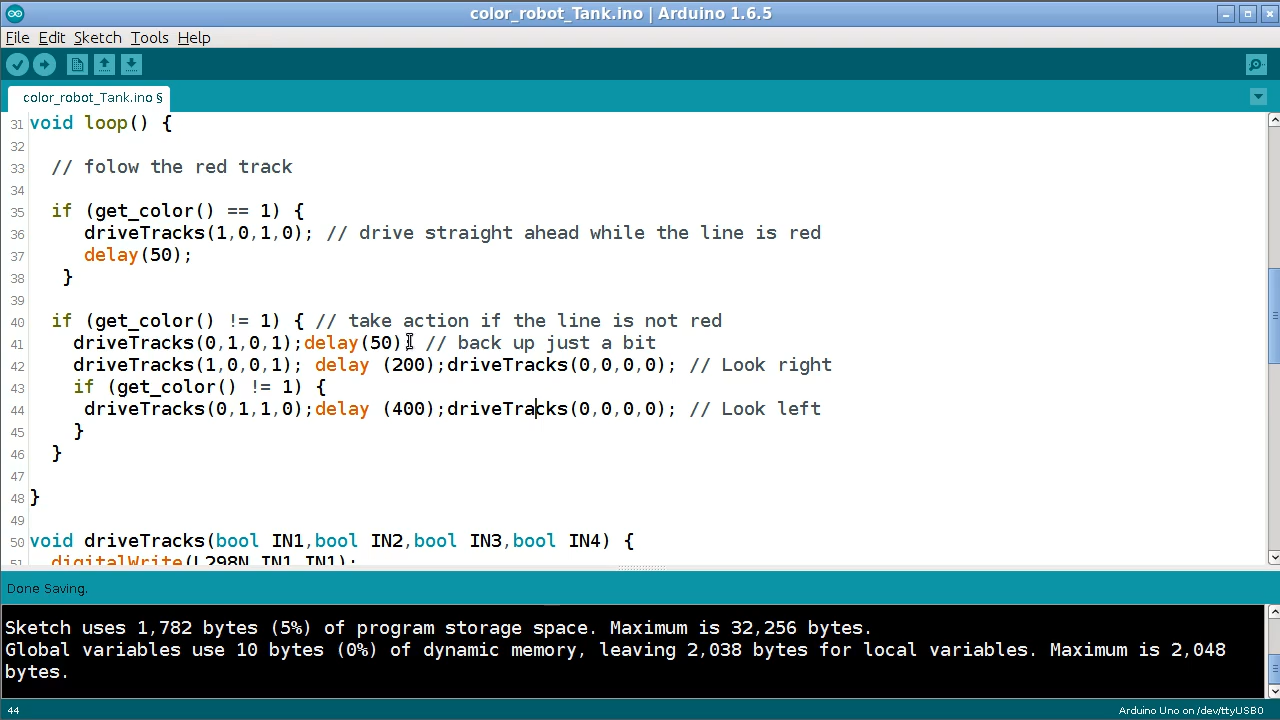 color_robot_Tank.ino | Arduino 1.6.5
File Edit Sketch Tools Help
color_robot_Tank.ino §
31 void loop() {
32
33 // folow the red track
34
35 if (get_color() == 1) {
36 driveTracks(1,0,1,0); // drive straight ahead while the line is red
37 delay(50);
38 }
39
40 if (get_color() != 1) { // take action if the line is not red
41 driveTracks(0,1,0,1);delay(50); // back up just a bit
42 driveTracks(1,0,0,1); delay (200);driveTracks(0,0,0,0); // Look right
43 if (get_color() != 1) {
44 driveTracks(0,1,1,0);delay (400);driveTracks(0,0,0,0); // Look left
45 }
46 }
47
48 }
49
50 void driveTracks(bool IN1,bool IN2,bool IN3,bool IN4) {
51 digitalWrite(L298N_IN1,IN1);
Done Saving.
Sketch uses 1,782 bytes (5%) of program storage space. Maximum is 32,256 bytes.
Global variables use 10 bytes (0%) of dynamic memory, leaving 2,038 bytes for local variables. Maximum is 2,048
bytes.
44 Arduino Uno on /dev/ttyUSB0